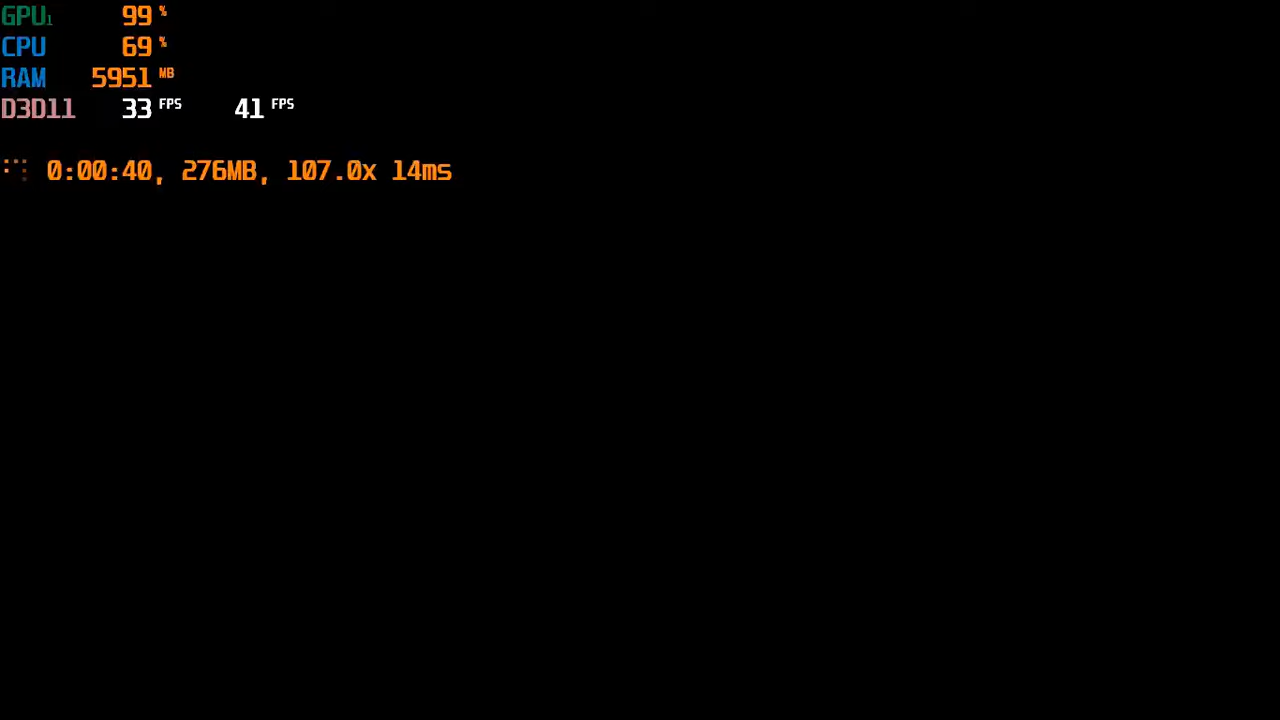 GPU1 99 %
CPU 69 %
RAM 5951 MB
D3D11 33 FPS 41 FPS
0:00:40, 276MB, 107.0x 14ms